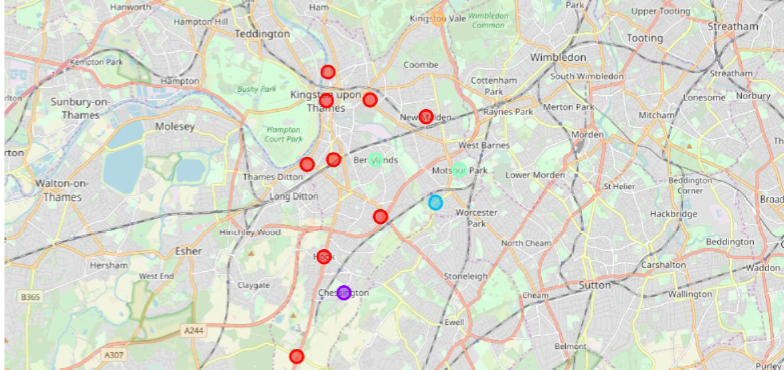 Hanworth
Ham
Kingston Vale
Wimbledon
Common
Park
Upper Tooting
Hampton Hill
Teddington
Streatham
Tooting
Kempton Park
Hampton
Coombe
Wimbledon
South Wimbledon
Streatham
Bushy Park
Cottenham
Park
Kingston upon
Thames
Lonesome
Norbury
Sunbury-on-
Thames
Raynes Park
Merton Park
Mitcham
Molesey
Hampton
Court Park
Morden
West Barnes
Thames Ditton
Motspur Park
Lower Morden
Walton-on-
Thames
Long Ditton
St Helier
Beddington
Corner
Worcester
Park
Hackbridge
Hinchley Wood
North Cheam
Beddington
Esher
Hersham
West End
Claygate
Stoneleigh
Carshalton
Waddon
B365
Chessington
Cheam
Sutton
Wallington
A244
Ewell
A307
Belmont
Purley